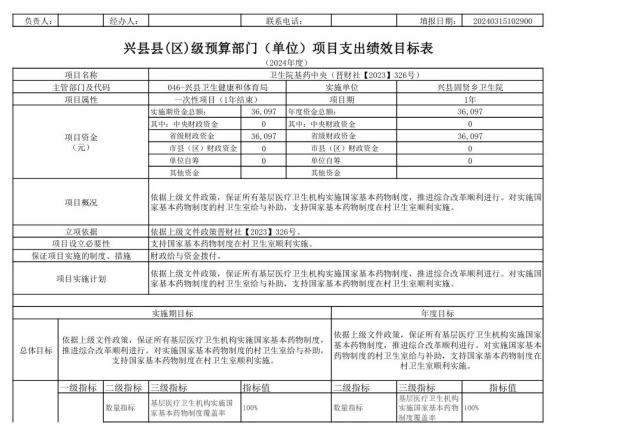 负责人： 经办人： 联系电话： 填报日期： 20240315102900
兴县县(区)级预算部门（单位）项目支出绩效目标表
(2024年度)
项目名称 卫生院基药中央（晋财社【2023】326号）
主管部门及代码 046-兴县卫生健康和体育局 实施单位 兴县固贤乡卫生院
项目属性 一次性项目（1年结束） 项目期 1年
项目资金（元） 实施期资金总额： 36,097 年度资金总额： 36,097
其中：中央财政资金 0 其中：中央财政资金 0
省级财政资金 36,097 省级财政资金 36,097
市县（区）财政资金 0 市县（区）财政资金 0
单位自筹 0 单位自筹 0
其他资金 其他资金
项目概况 依据上级文件政策，保证所有基层医疗卫生机构实施国家基本药物制度，推进综合改革顺利进行。对实施国
家基本药物制度的村卫生室给与补助，支持国家基本药物制度在村卫生室顺利实施。
立项依据 依据上级文件政策晋财社【2023】326号。
项目设立必要性 支持国家基本药物制度在村卫生室顺利实施。
保证项目实施的制度、措施 财政给与资金拨付。
项目实施计划 依据上级文件政策，保证所有基层医疗卫生机构实施国家基本药物制度，推进综合改革顺利进行。对实施国
家基本药物制度的村卫生室给与补助，支持国家基本药物制度在村卫生室顺利实施。
实施期目标 年度目标
总体目标
依据上级文件政策，保证所有基层医疗卫生机构实施国家基本药物制度，
推进综合改革顺利进行。对实施国家基本药物制度的村卫生室给与补助，
支持国家基本药物制度在村卫生室顺利实施。
依据上级文件政策，保证所有基层医疗卫生机构实施国家
基本药物制度，推进综合改革顺利进行。对实施国家基本
药物制度的村卫生室给与补助，支持国家基本药物制度在
村卫生室顺利实施。
一级指标 二级指标 三级指标 指标值 二级指标 三级指标 指标值
数量指标 基层医疗卫生机构实施国
家基本药物制度覆盖率 100%
数量指标 基层医疗卫生机构
实施国家基本药物
制度覆盖率 100%